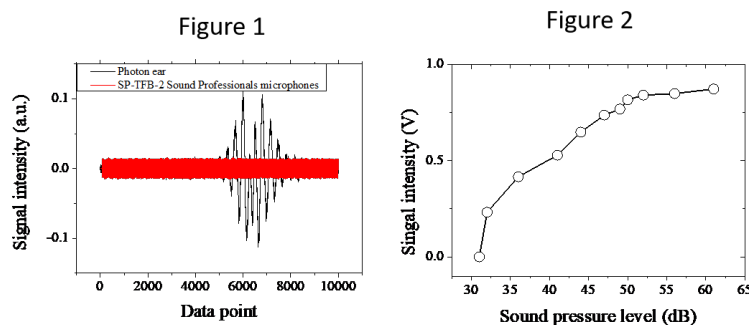 Figure 1
Photon ear
SP-TFB-2 Sound Professionals microphones
Signal intensity (a.u.)
0.1
0.0
−0.1
0 2000 4000 6000 8000 10000
Data point
Figure 2
Singal intensity (V)
1.0
0.5
0.0
30 35 40 45 50 55 60 65
Sound pressure level (dB)